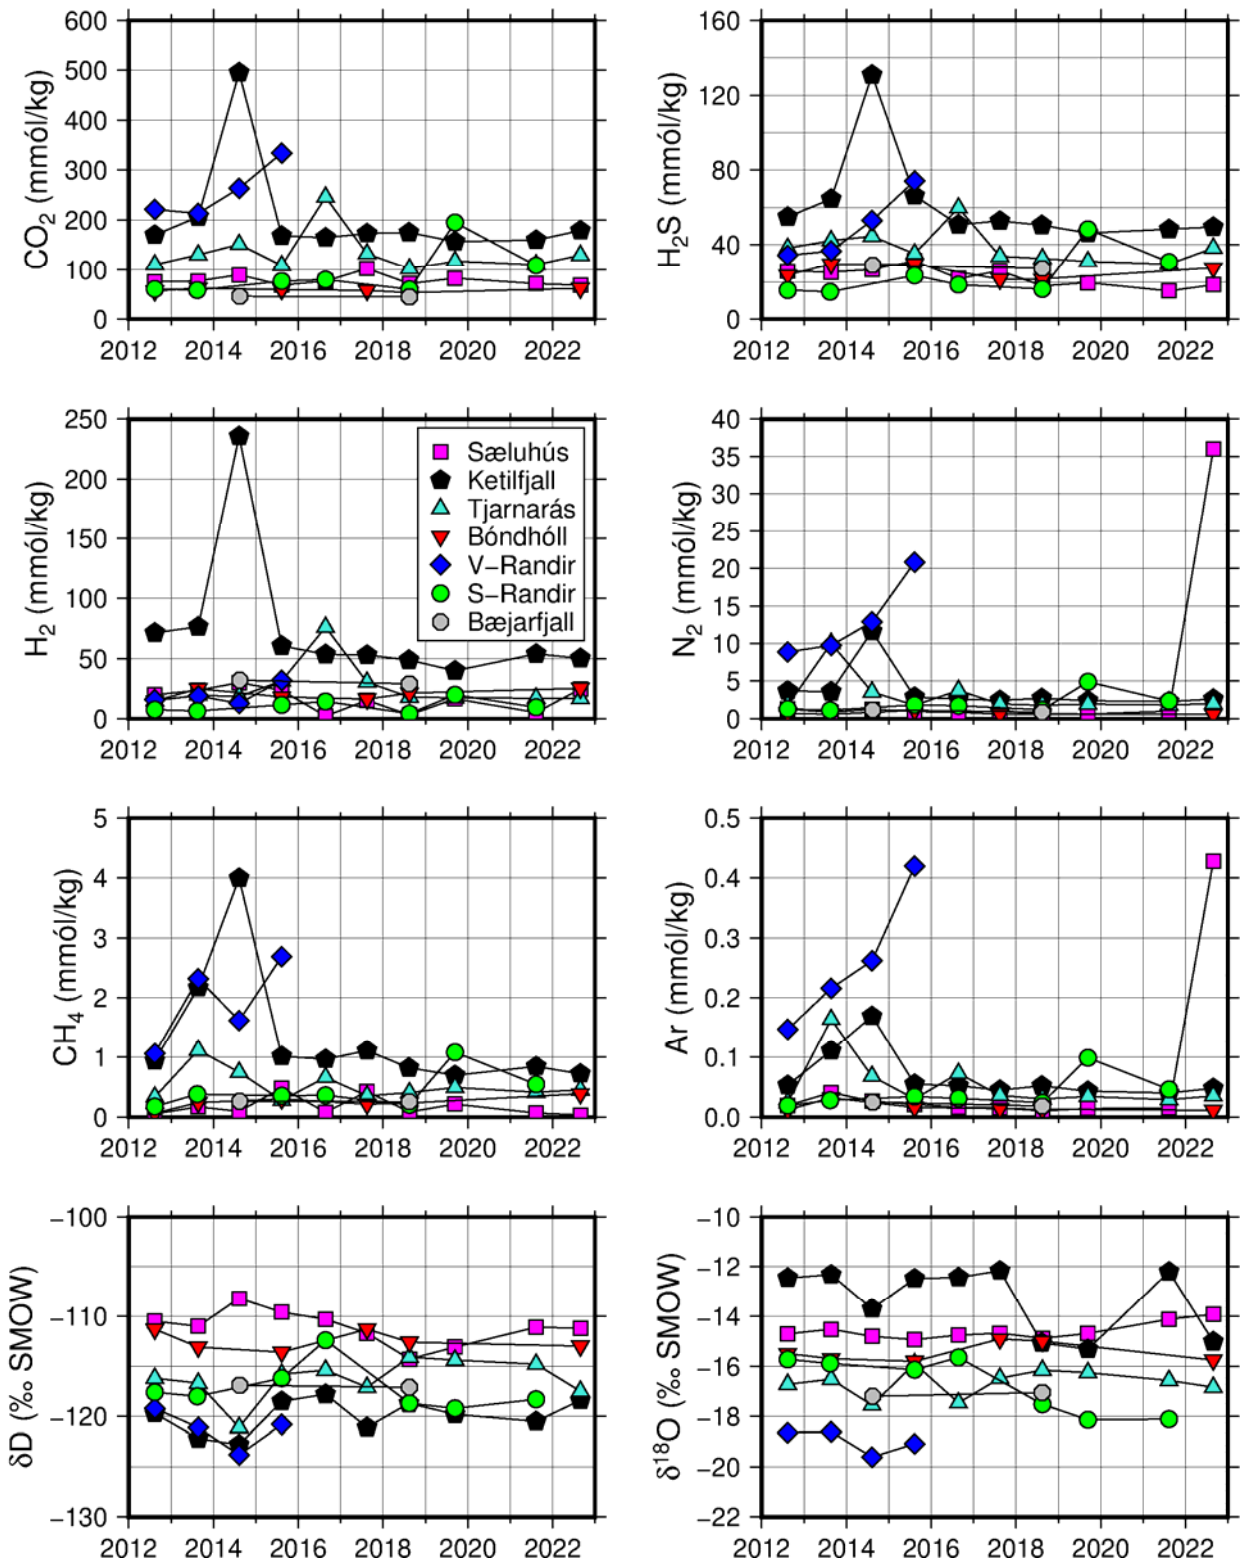 CO2 (mmól/kg)
600
500
400
300
200
100
0
2012 2014 2016 2018 2020 2022
H2S (mmól/kg)
160
120
80
40
0
2012 2014 2016 2018 2020 2022
H2 (mmól/kg)
250
200
150
100
50
0
2012 2014 2016 2018 2020 2022
Sæluhús
Ketilfjall
Tjarnarás
Bóndhóll
V−Randir
S−Randir
Bæjarfjall
N2 (mmól/kg)
40
35
30
25
20
15
10
5
0
2012 2014 2016 2018 2020 2022
CH4 (mmól/kg)
5
4
3
2
1
0
2012 2014 2016 2018 2020 2022
Ar (mmól/kg)
0.5
0.4
0.3
0.2
0.1
0.0
2012 2014 2016 2018 2020 2022
δD (‰ SMOW)
−100
−110
−120
−130
2012 2014 2016 2018 2020 2022
δ18O (‰ SMOW)
−10
−12
−14
−16
−18
−20
−22
2012 2014 2016 2018 2020 2022